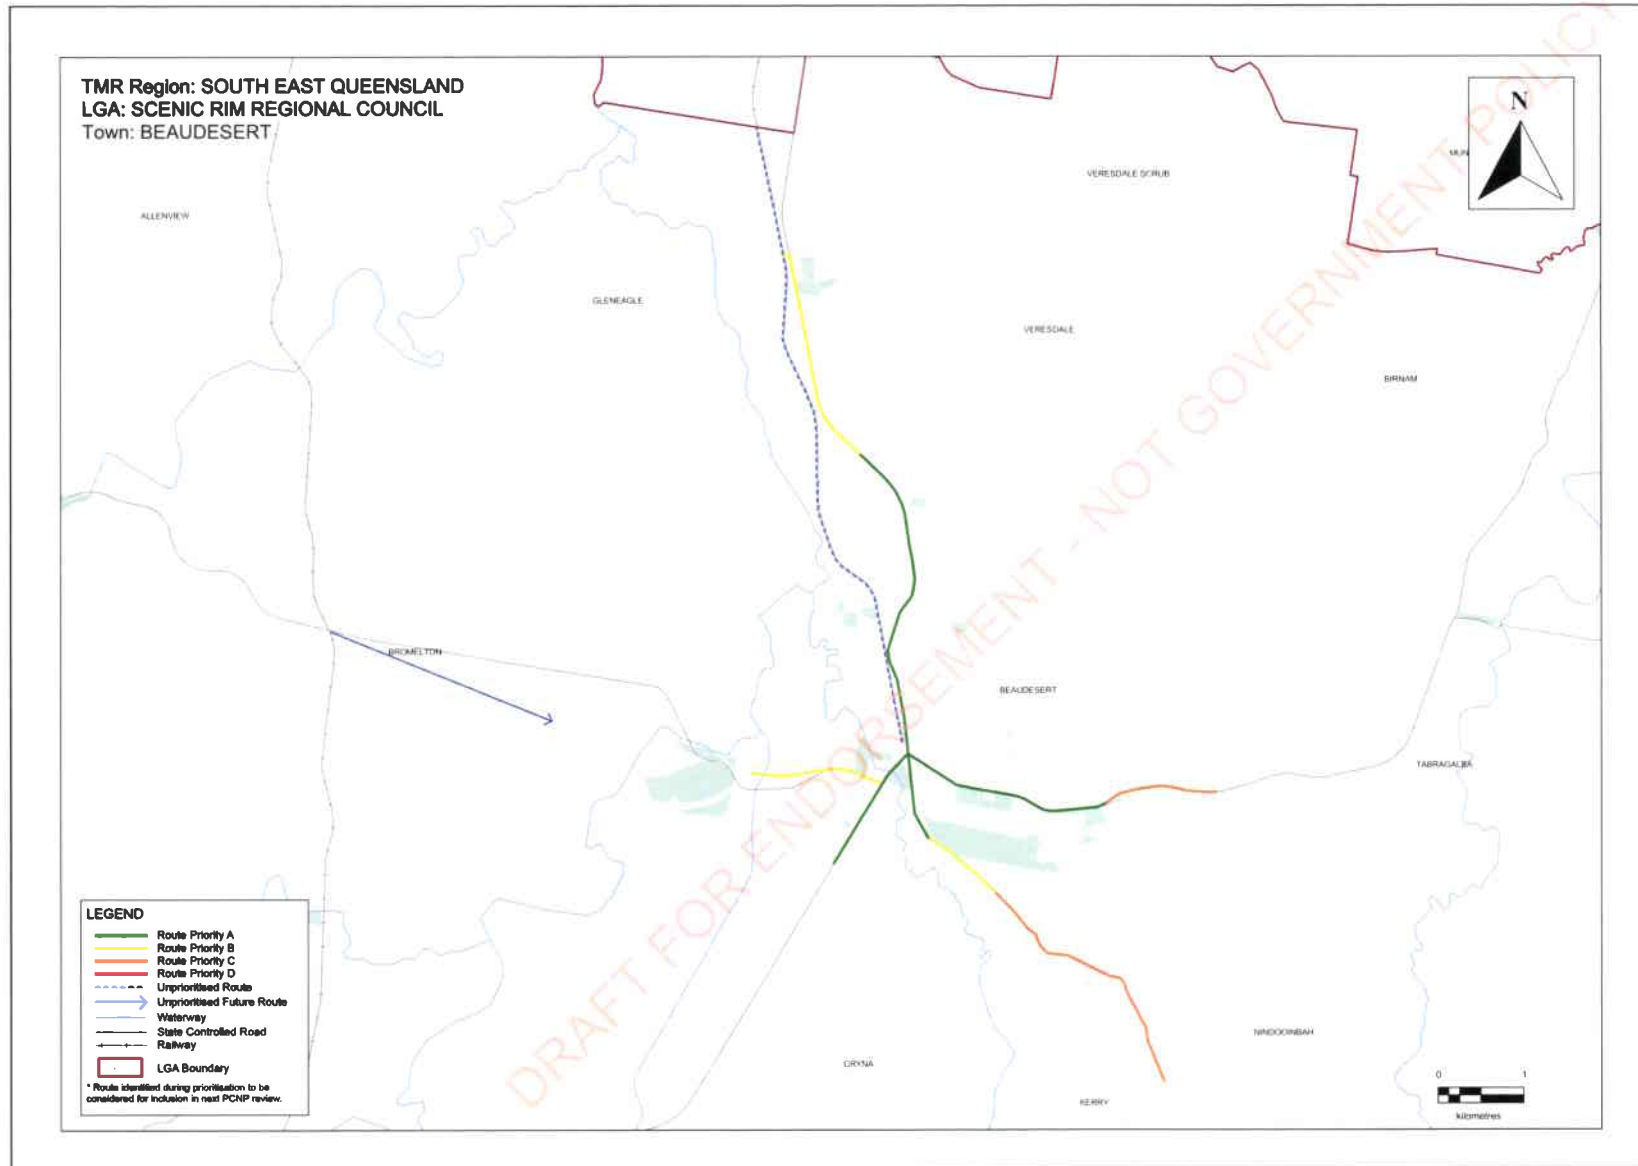 TMR Region: SOUTH EAST QUEENSLAND
LGA: SCENIC RIM REGIONAL COUNCIL
Town: BEAUDESERT
N
MUN
VERESDALE SCRUB
ALLENVIEW
GLENEAGLE
VERESDALE
BIRNAM
BROMELTON
BEAUDESERT
TABRAGALBA
NINDOOINBAH
GRYNA
KERRY
DRAFT FOR ENDORSEMENT - NOT GOVERNMENT POLICY
LEGEND
Route Priority A
Route Priority B
Route Priority C
Route Priority D
Unprioritised Route
Unprioritised Future Route
Waterway
State Controlled Road
Railway
LGA Boundary
* Route identified during prioritisation to be
considered for inclusion in next PCNP review.
0 1
kilometres